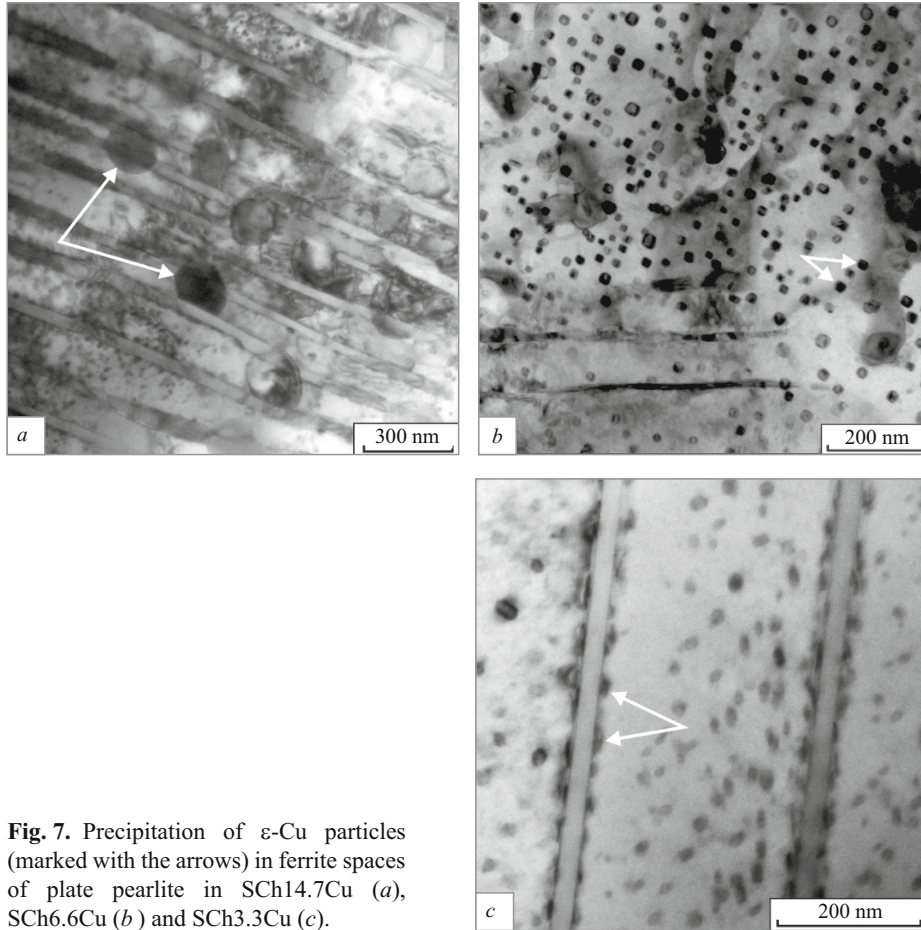 a
300 nm
b
200 nm
c
200 nm
Fig. 7. Precipitation of ε-Cu particles
(marked with the arrows) in ferrite spaces
of plate pearlite in SCh14.7Cu (a),
SCh6.6Cu (b ) and SCh3.3Cu (c).